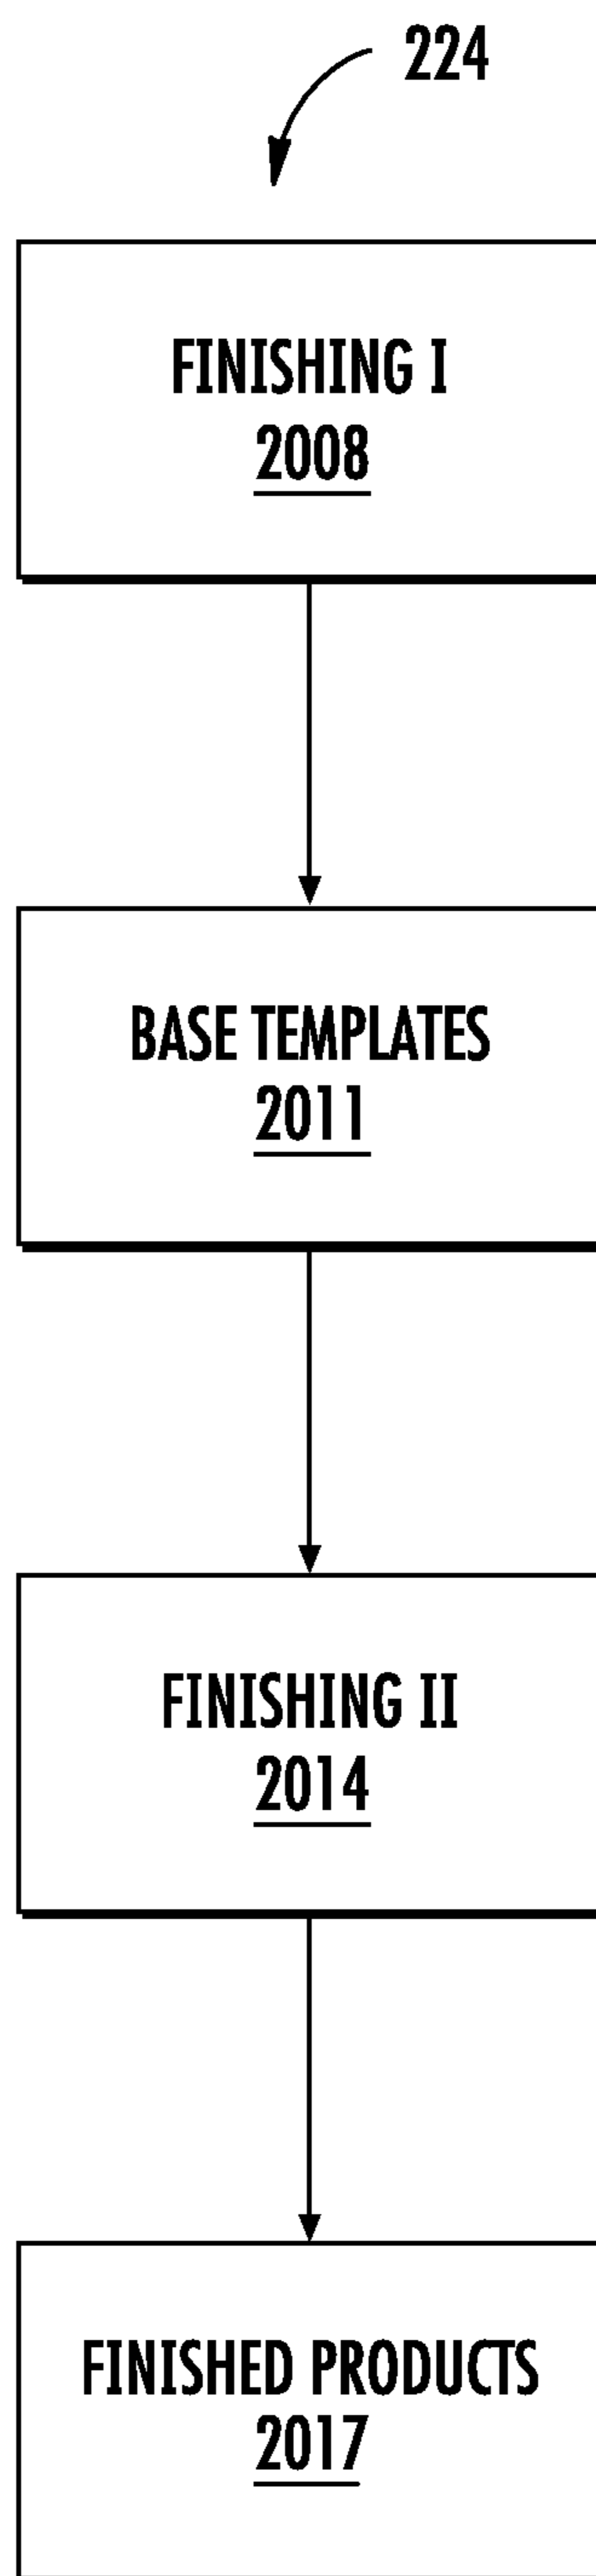 224
FINISHING I
2008
BASE TEMPLATES
2011
FINISHING II
2014
FINISHED PRODUCTS
2017